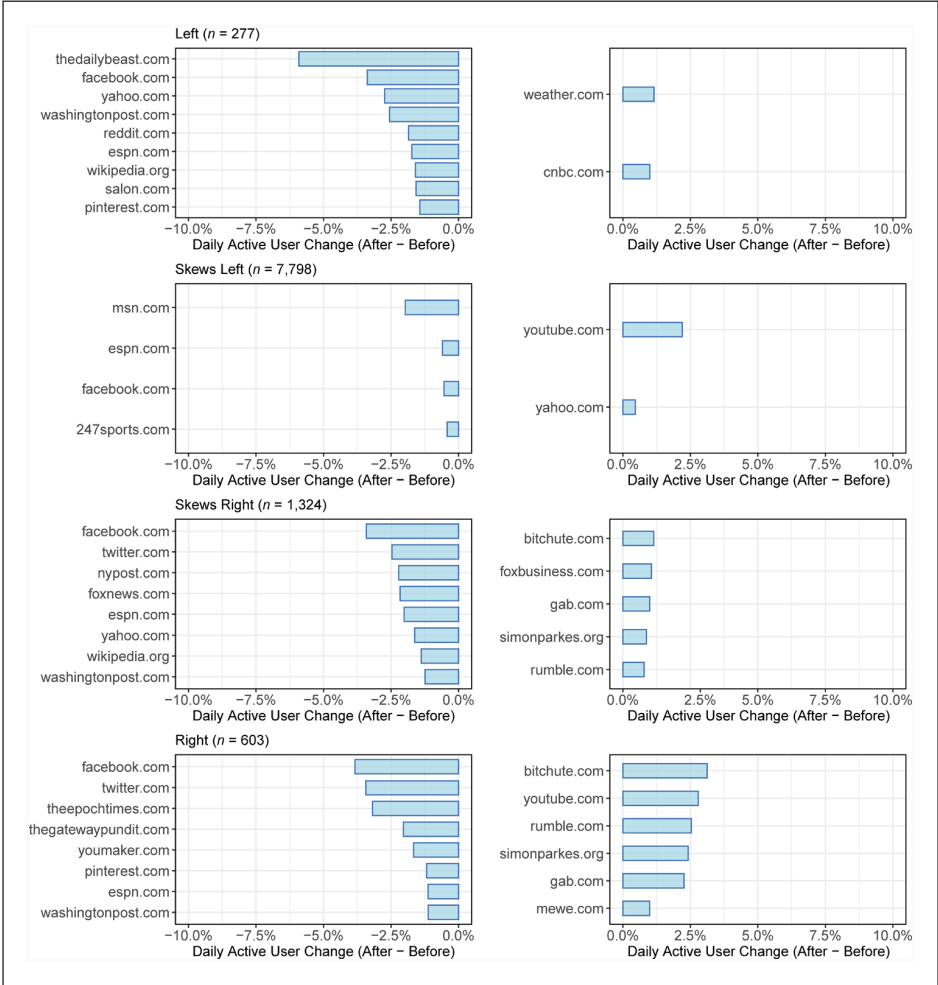 Left (n = 277)
thedailybeast.com
facebook.com
yahoo.com
washingtonpost.com
reddit.com
espn.com
wikipedia.org
salon.com
pinterest.com
−10.0% −7.5% −5.0% −2.5% 0.0%
Daily Active User Change (After − Before)
weather.com
cnbc.com
0.0% 2.5% 5.0% 7.5% 10.0%
Daily Active User Change (After − Before)
Skews Left (n = 7,798)
msn.com
espn.com
facebook.com
247sports.com
−10.0% −7.5% −5.0% −2.5% 0.0%
Daily Active User Change (After − Before)
youtube.com
yahoo.com
0.0% 2.5% 5.0% 7.5% 10.0%
Daily Active User Change (After − Before)
Skews Right (n = 1,324)
facebook.com
twitter.com
nypost.com
foxnews.com
espn.com
yahoo.com
wikipedia.org
washingtonpost.com
−10.0% −7.5% −5.0% −2.5% 0.0%
Daily Active User Change (After − Before)
bitchute.com
foxbusiness.com
gab.com
simonparkes.org
rumble.com
0.0% 2.5% 5.0% 7.5% 10.0%
Daily Active User Change (After − Before)
Right (n = 603)
facebook.com
twitter.com
theepochtimes.com
thegatewaypundit.com
youmaker.com
pinterest.com
espn.com
washingtonpost.com
−10.0% −7.5% −5.0% −2.5% 0.0%
Daily Active User Change (After − Before)
bitchute.com
youtube.com
rumble.com
simonparkes.org
gab.com
mewe.com
0.0% 2.5% 5.0% 7.5% 10.0%
Daily Active User Change (After − Before)